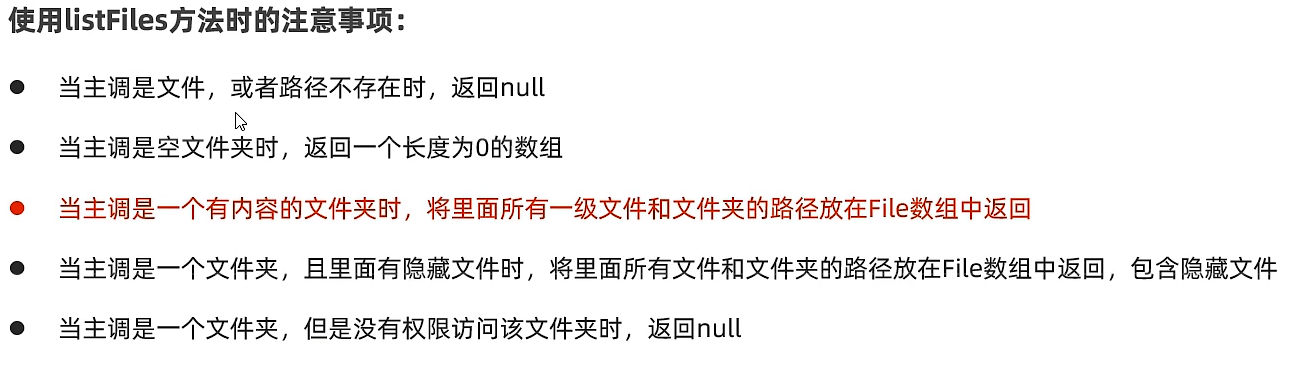 使用listFiles方法时的注意事项：
● 当主调是文件，或者路径不存在时，返回null
● 当主调是空文件夹时，返回一个长度为0的数组
● 当主调是一个有内容的文件夹时，将里面所有一级文件和文件夹的路径放在File数组中返回
● 当主调是一个文件夹，且里面有隐藏文件时，将里面所有文件和文件夹的路径放在File数组中返回，包含隐藏文件
● 当主调是一个文件夹，但是没有权限访问该文件夹时，返回null